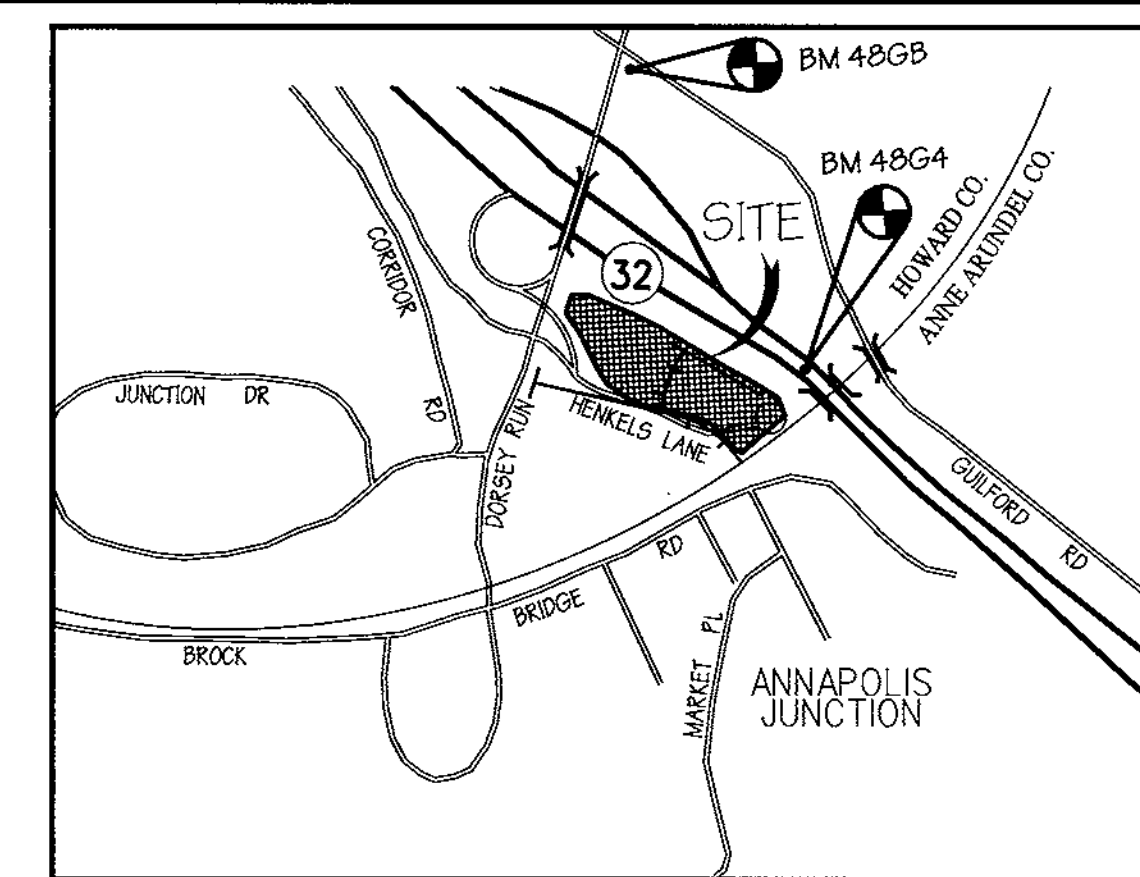 BM 48GB
BM 48G4
SITE
HOWARD CO.
ANNE ARUNDEL CO.
CORRIDOR
RD
32
JUNCTION DR
HENKELS LANE
DORSEY RUN
GUILFORD
RD
BROCK
BRIDGE
RD
MARKET PL
ANNAPOLIS
JUNCTION